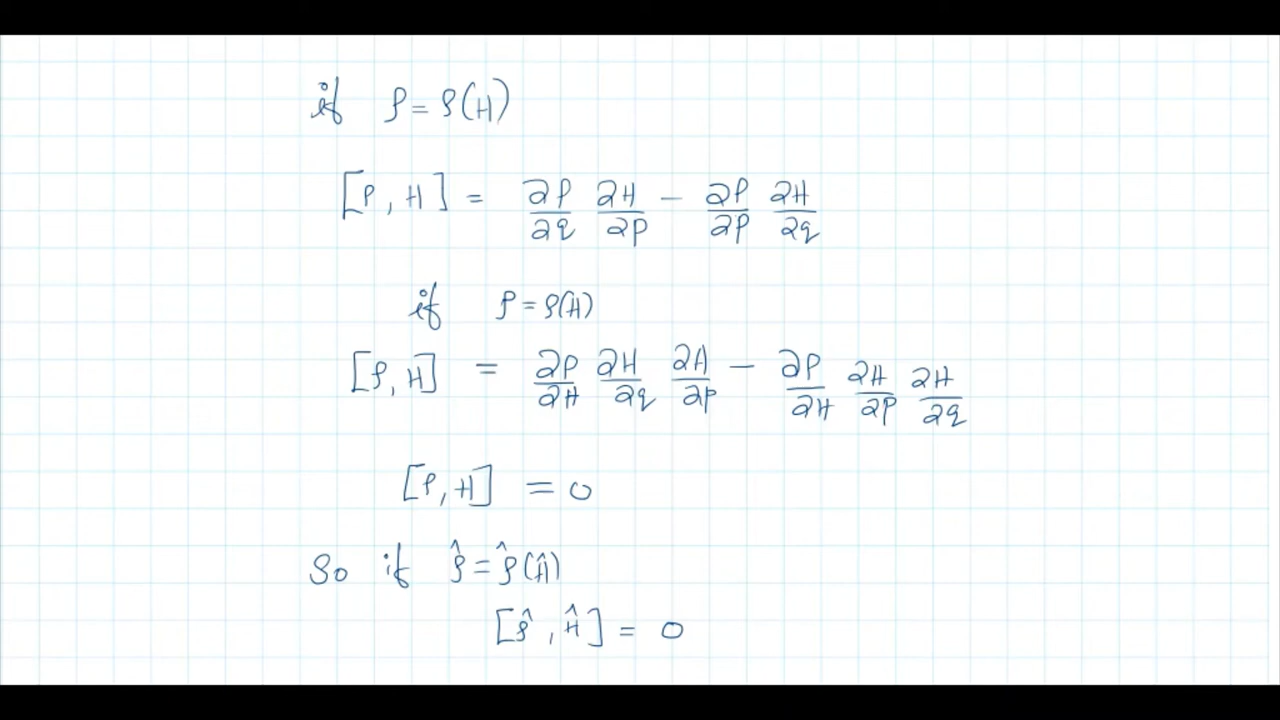 if ρ = ρ(H)
[ρ, H] = ∂ρ/∂q ∂H/∂p − ∂ρ/∂p ∂H/∂q
if ρ = ρ(H)
[ρ, H] = ∂ρ/∂H ∂H/∂q ∂H/∂p − ∂ρ/∂H ∂H/∂p ∂H/∂q
[ρ, H] = 0
So if ρ̂ = ρ̂(Ĥ)
[ρ̂, Ĥ] = 0